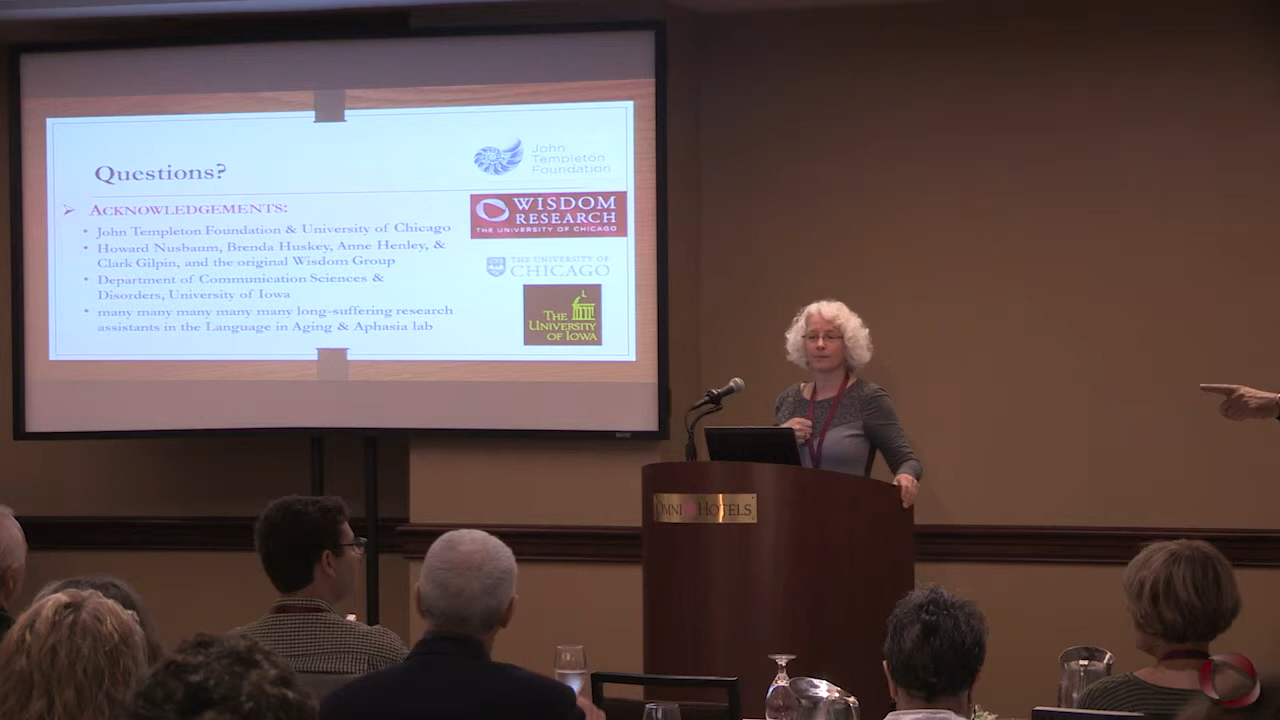 Questions?
ACKNOWLEDGEMENTS:
John Templeton Foundation & University of Chicago
Howard Nusbaum, Brenda Huskey, Anne Henley, &
Clark Gilpin, and the original Wisdom Group
Department of Communication Sciences &
Disorders, University of Iowa
many many many many many long-suffering research
assistants in the Language in Aging & Aphasia lab
John
Templeton
Foundation
WISDOM
RESEARCH
THE UNIVERSITY OF CHICAGO
THE UNIVERSITY OF
CHICAGO
THE
UNIVERSITY
OF IOWA
OMNI HOTELS